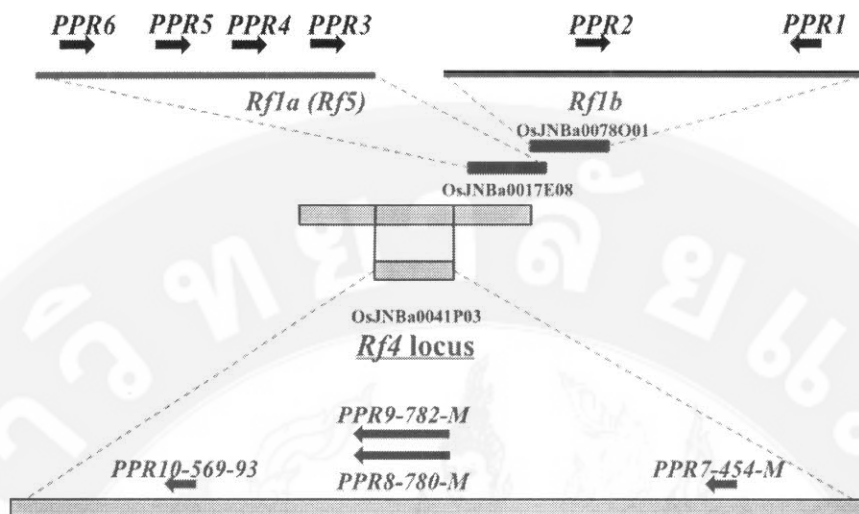 PPR6 PPR5 PPR4 PPR3 PPR2 PPR1
Rf1a (Rf5) Rf1b
OsJNBa0078O01
OsJNBa0017E08
OsJNBa0041P03
Rf4 locus
PPR9-782-M
PPR10-569-93 PPR8-780-M PPR7-454-M